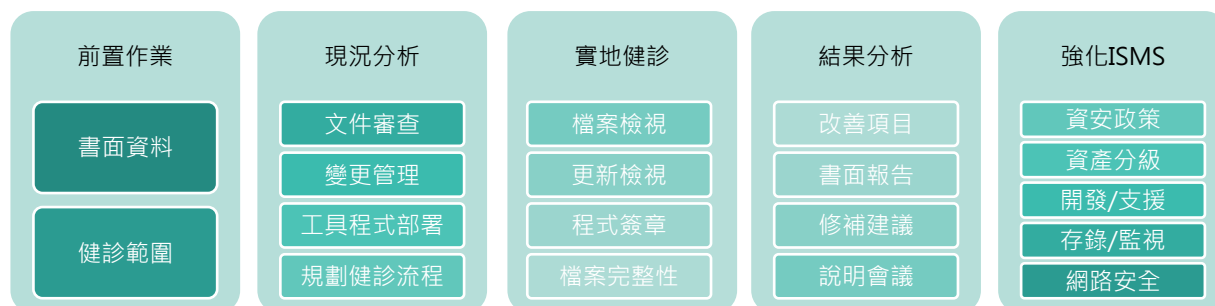 前置作業
書面資料
健診範圍
現況分析
文件審查
變更管理
工具程式部署
規劃健診流程
實地健診
檔案檢視
更新檢視
程式簽章
檔案完整性
結果分析
改善項目
書面報告
修補建議
說明會議
強化ISMS
資安政策
資產分級
開發/支援
存錄/監視
網路安全